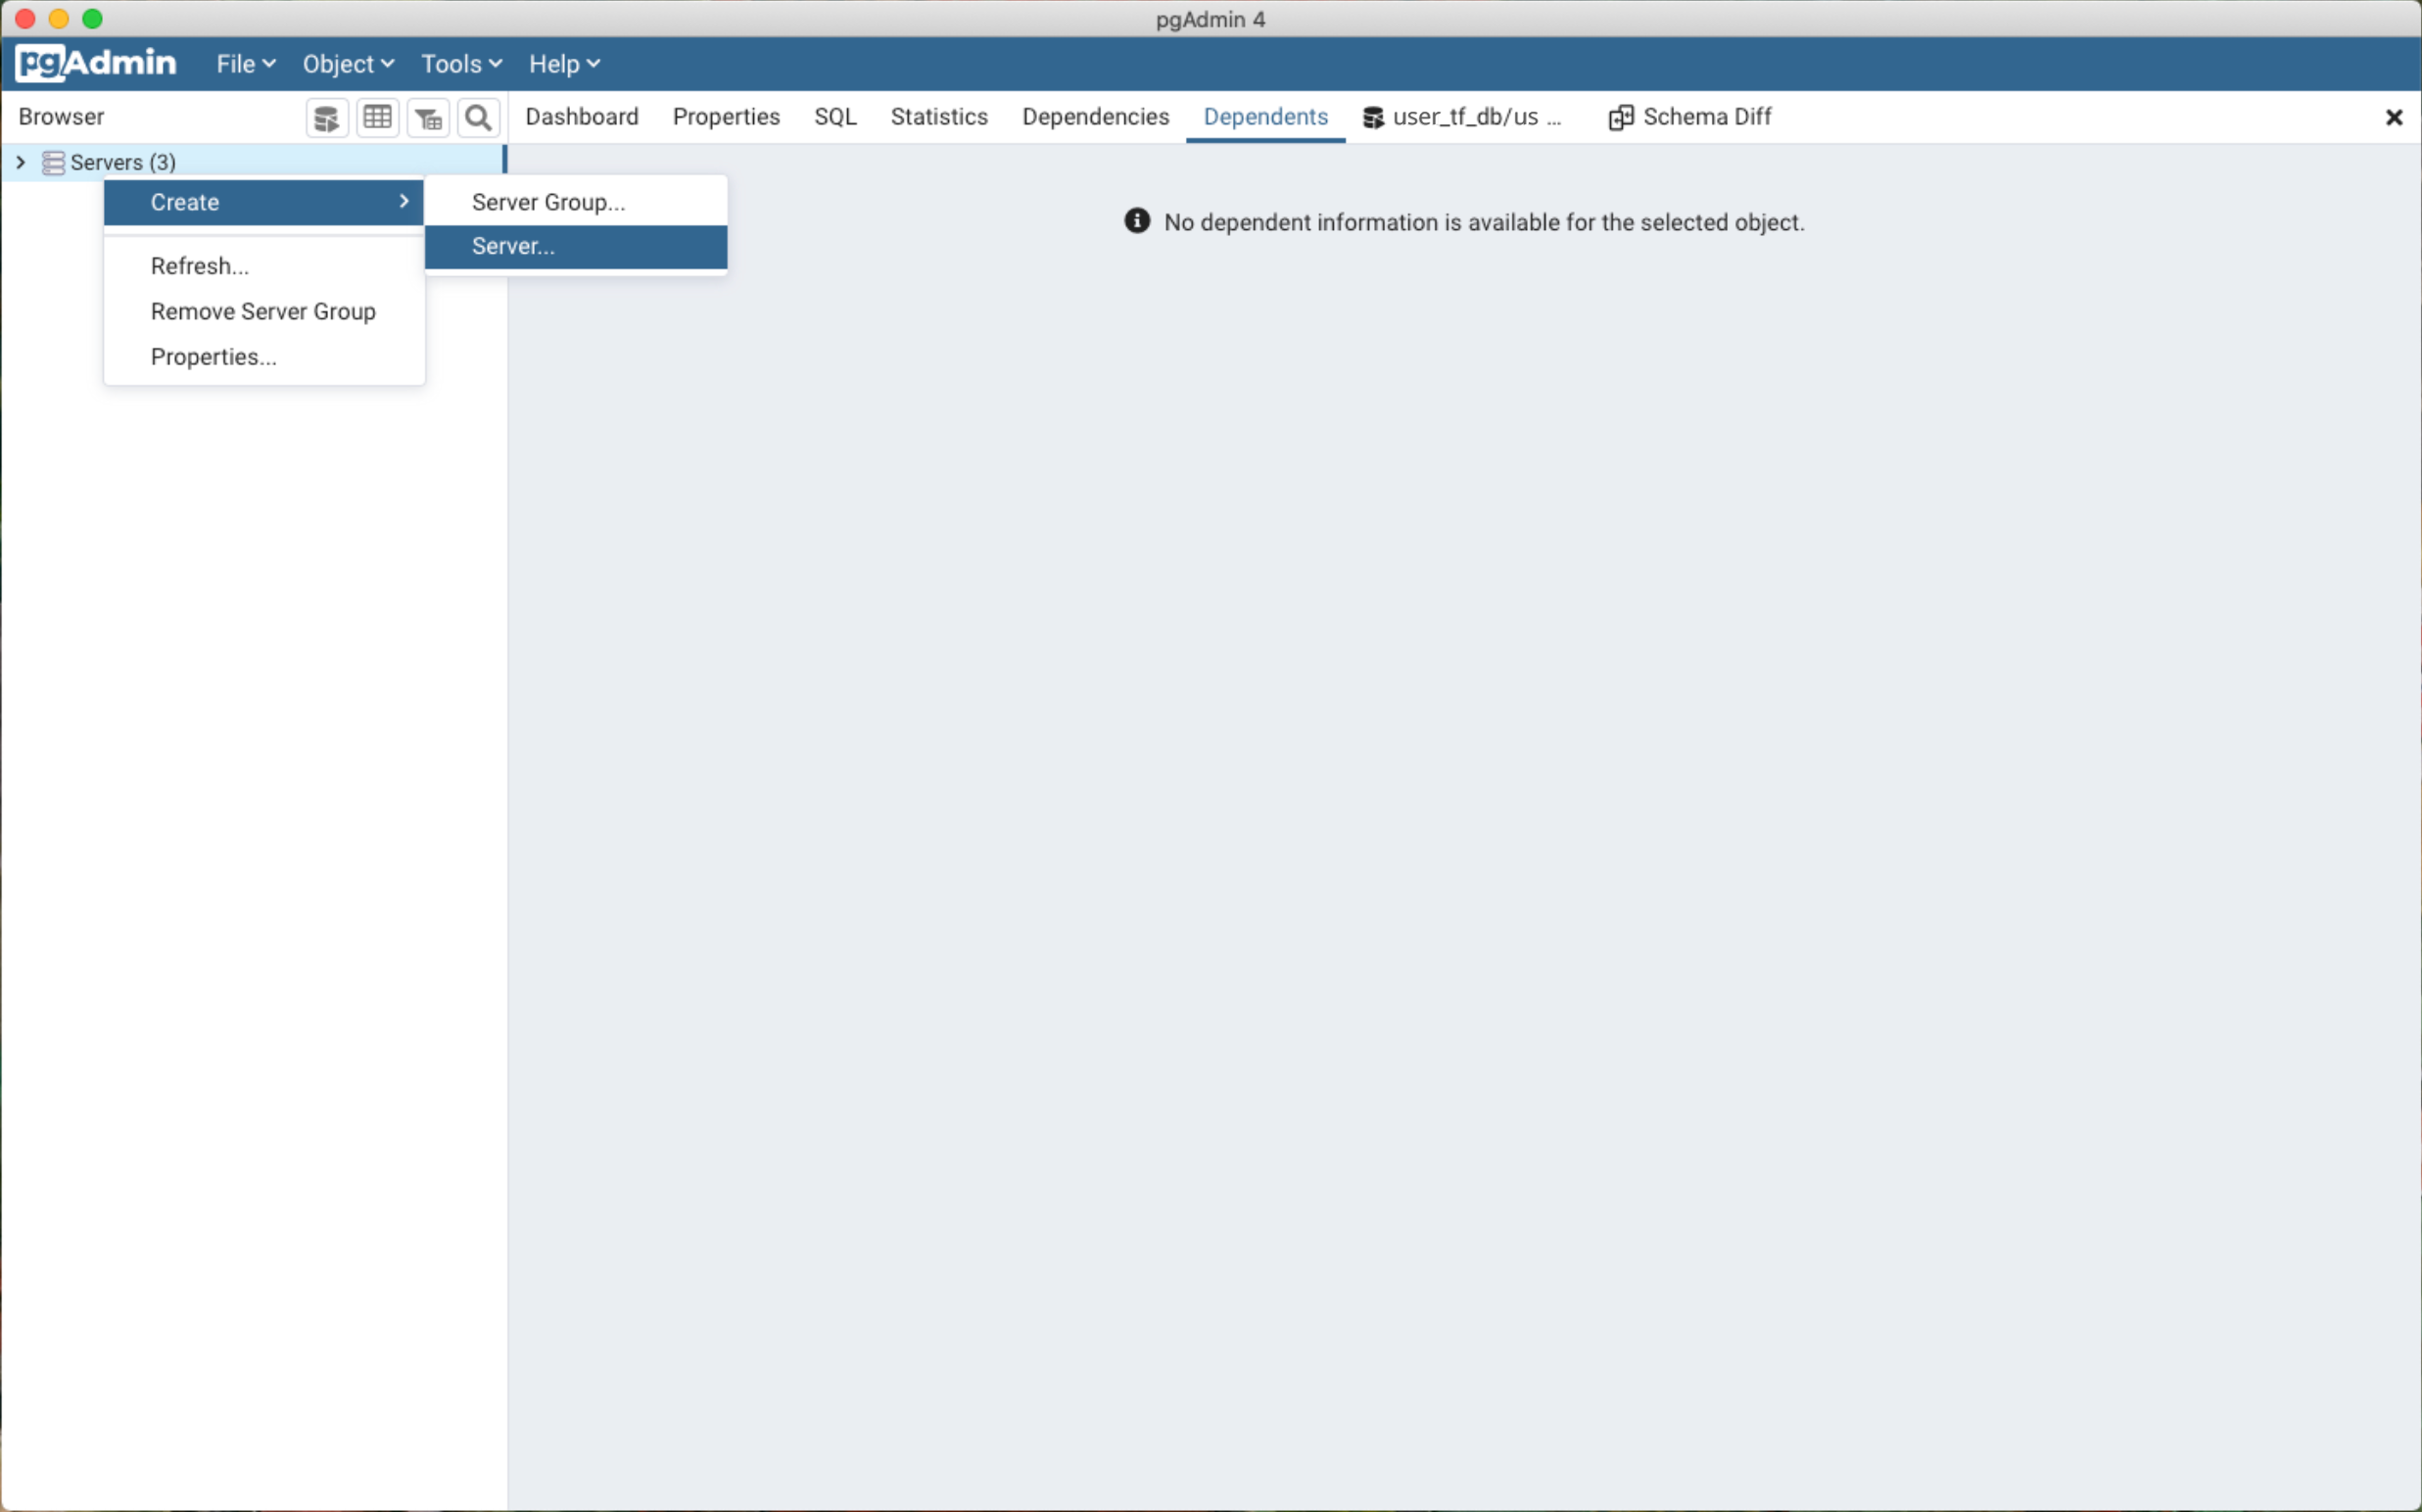 pgAdmin 4
pgAdmin File Object Tools Help
Browser Dashboard Properties SQL Statistics Dependencies Dependents user_tf_db/us ... Schema Diff
Servers (3)
Create
Refresh...
Remove Server Group
Properties...
Server Group...
Server...
No dependent information is available for the selected object.